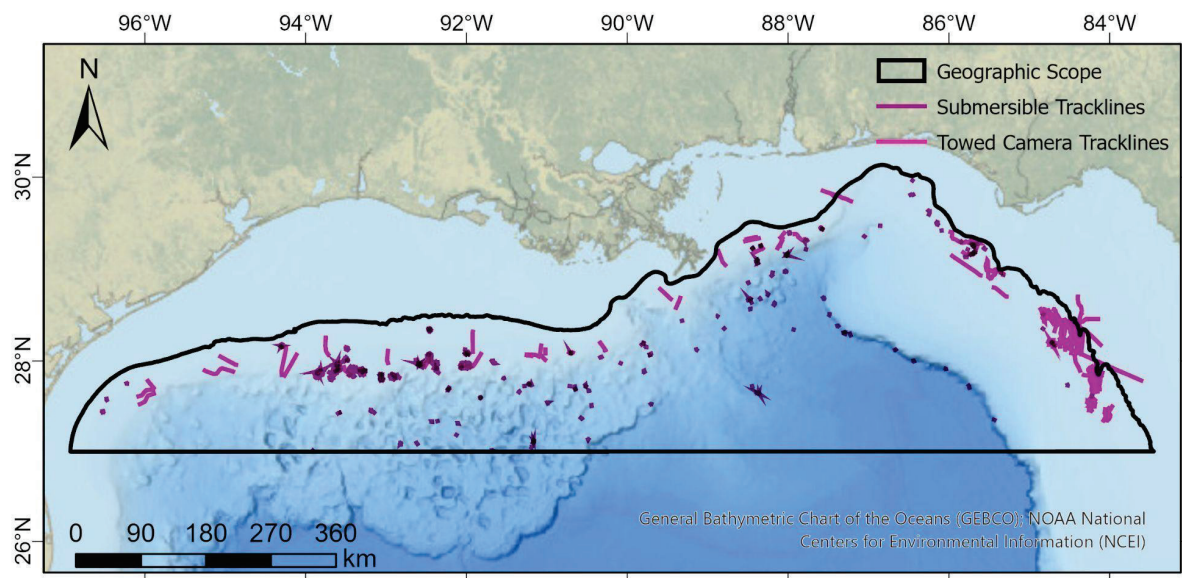 96°W 94°W 92°W 90°W 88°W 86°W 84°W
N
Geographic Scope
Submersible Tracklines
Towed Camera Tracklines
30°N
28°N
26°N
0 90 180 270 360
km
General Bathymetric Chart of the Oceans (GEBCO); NOAA National
Centers for Environmental Information (NCEI)